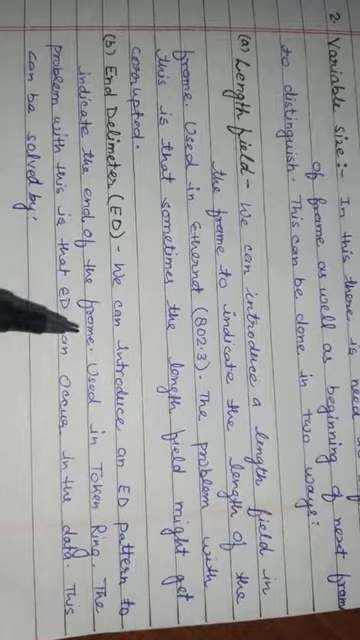 2. Variable size:- In this there is need
of frame as well as beginning of next frame
to distinguish. This can be done in two ways:
(a) Length field - We can introduce a length field in
the frame to indicate the length of the
frame. Used in Ethernet (802.3). The problem with
this is that sometimes the length field might get
corrupted.
(b) End Delimeter (ED) - We can introduce an ED pattern to
indicate the end of the frame. Used in Token Ring. The
problem with this is that ED an occur in the data. This
can be solved by: